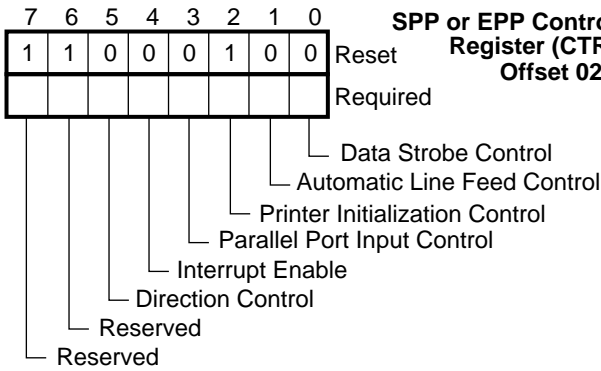 7 6 5 4 3 2 1 0
SPP or EPP Contro
Register (CTR
Offset 02
1 1 0 0 0 1 0 0 Reset
Required
Data Strobe Control
Automatic Line Feed Control
Printer Initialization Control
Parallel Port Input Control
Interrupt Enable
Direction Control
Reserved
Reserved